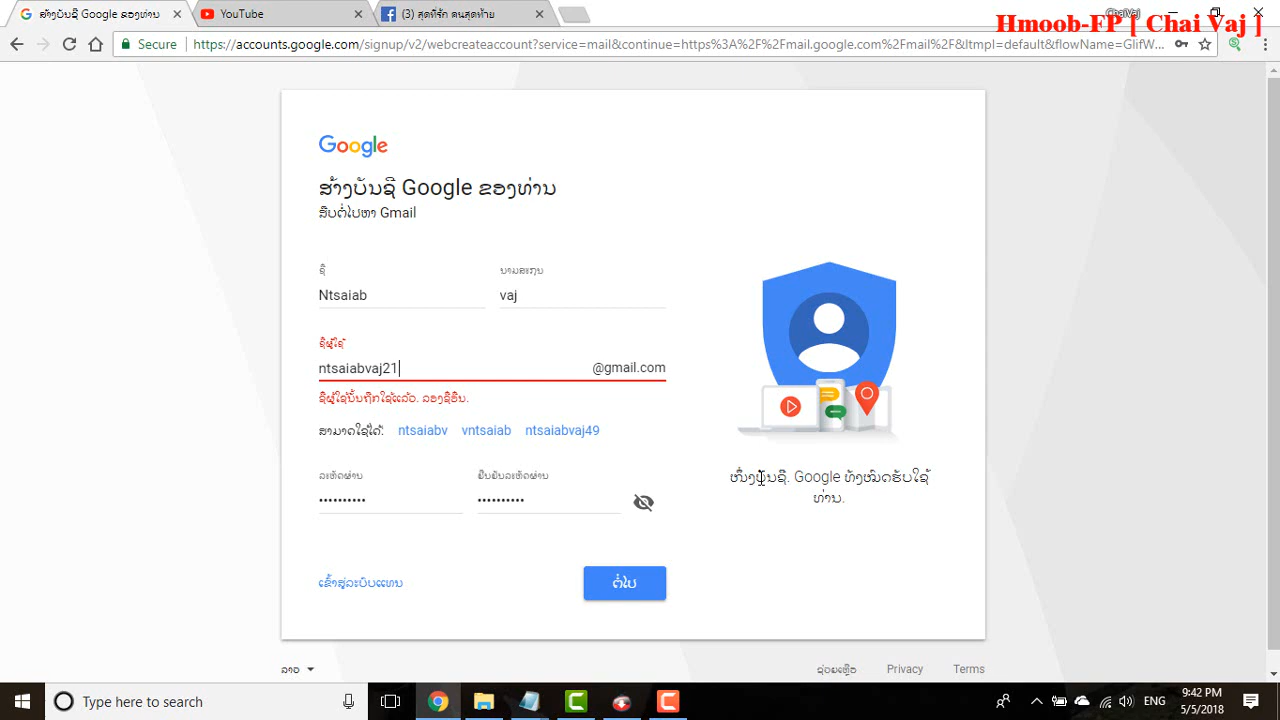 ສ້າງບັນຊີ Google ຂອງທ່ານ
YouTube
(3) ສຸດທີ່ຮັກ ຄົນສຸດທ້າຍ
ChaiVaj
Hmoob-FP [ Chai Vaj ]
Secure
https://accounts.google.com/signup/v2/webcreateaccount?service=mail&continue=https%3A%2F%2Fmail.google.com%2Fmail%2F&ltmpl=default&flowName=GlifW...
Google
ສ້າງບັນຊີ Google ຂອງທ່ານ
ສືບຕໍ່ໄປຫາ Gmail
ຊື່
ນາມສະກຸນ
Ntsaiab
vaj
ຊື່ຜູ້ໃຊ້
ntsaiabvaj21
@gmail.com
ຊື່ຜູ້ໃຊ້ນັ້ນຖືກໃຊ້ແລ້ວ. ລອງຊື່ອື່ນ.
ສາມາດໃຊ້ໄດ້: ntsaiabv vntsaiab ntsaiabvaj49
ລະຫັດຜ່ານ
ຢືນຢັນລະຫັດຜ່ານ
ໜຶ່ງບັນຊີ. Google ທັງໝົດຮັບໃຊ້
ທ່ານ.
ເຂົ້າສູ່ລະບົບແທນ
ຕໍ່ໄປ
ລາວ
ຊ່ວຍເຫຼືອ
Privacy
Terms
Type here to search
ENG
9:42 PM
5/5/2018